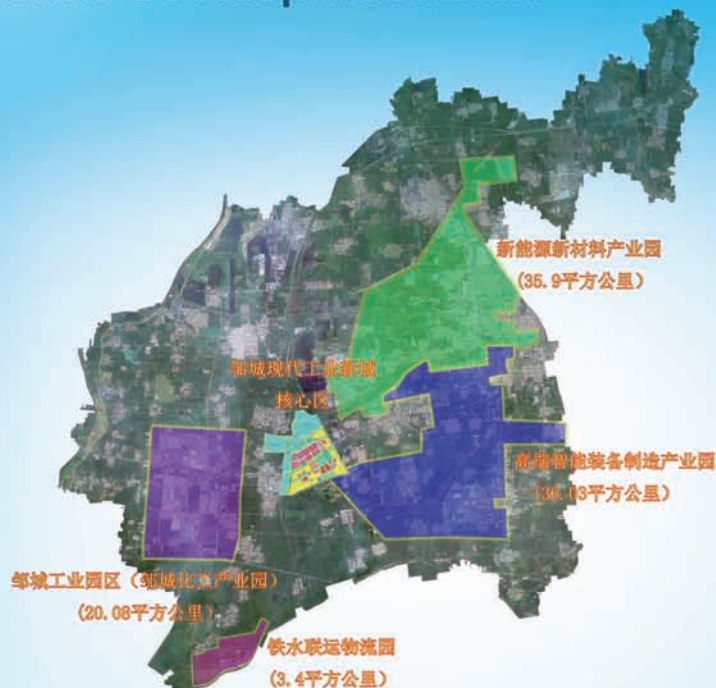 新能源新材料产业园
(35.9平方公里)
邹城现代工业新城
核心区
高端智能装备制造产业园
(36.03平方公里)
邹城工业园区（邹城化工产业园）
(20.08平方公里)
铁水联运物流园
(3.4平方公里)